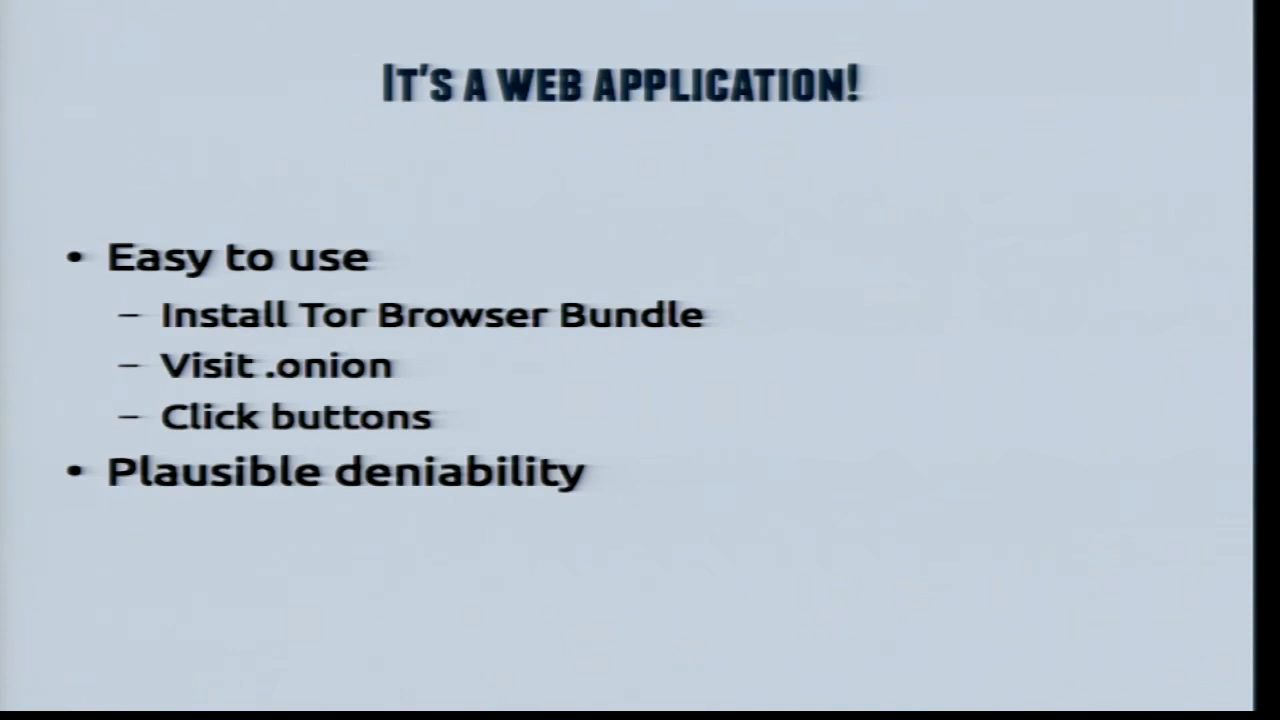 It's a web application!
• Easy to use
– Install Tor Browser Bundle
– Visit .onion
– Click buttons
• Plausible deniability